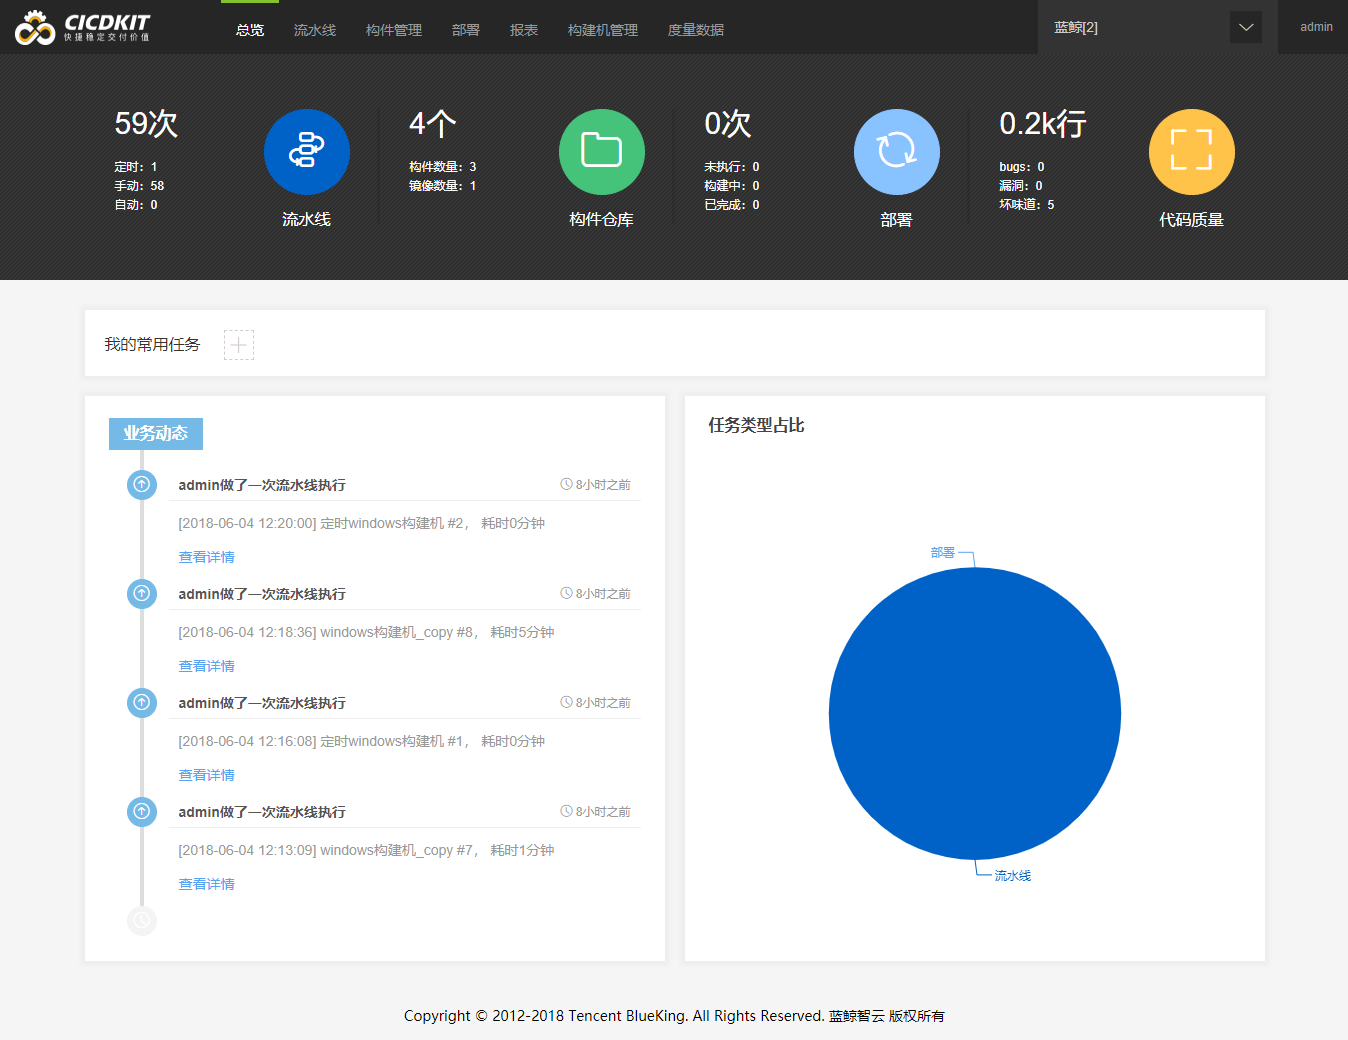 CICDKIT
快捷稳定交付价值
总览 流水线 构件管理 部署 报表 构建机管理 度量数据
蓝鲸[2]
admin
59次
定时：1
手动：58
自动：0
流水线
4个
构件数量：3
镜像数量：1
构件仓库
0次
未执行：0
构建中：0
已完成：0
部署
0.2k行
bugs：0
漏洞：0
坏味道：5
代码质量
我的常用任务
业务动态
admin做了一次流水线执行 8小时之前
[2018-06-04 12:20:00] 定时windows构建机 #2， 耗时0分钟
查看详情
admin做了一次流水线执行 8小时之前
[2018-06-04 12:18:36] windows构建机_copy #8， 耗时5分钟
查看详情
admin做了一次流水线执行 8小时之前
[2018-06-04 12:16:08] 定时windows构建机 #1， 耗时0分钟
查看详情
admin做了一次流水线执行 8小时之前
[2018-06-04 12:13:09] windows构建机_copy #7， 耗时1分钟
查看详情
任务类型占比
部署
流水线
Copyright © 2012-2018 Tencent BlueKing. All Rights Reserved. 蓝鲸智云 版权所有